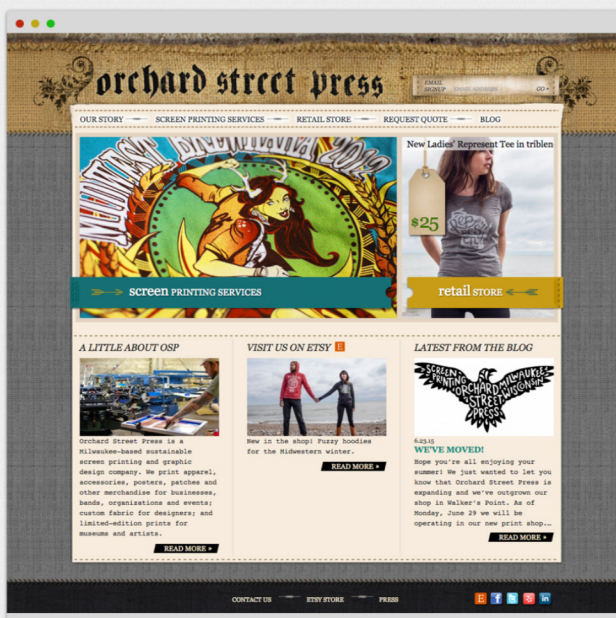 orchard street press
EMAIL
SIGNUP
EMAIL ADDRESS
GO »
OUR STORY
SCREEN PRINTING SERVICES
RETAIL STORE
REQUEST QUOTE
BLOG
New Ladies' Represent Tee in triblen
$25
screen PRINTING SERVICES
retail STORE
A LITTLE ABOUT OSP
Orchard Street Press is a
Milwaukee-based sustainable
screen printing and graphic
design company. We print apparel,
accessories, posters, patches and
other merchandise for businesses,
bands, organizations and events;
custom fabric for designers; and
limited-edition prints for
museums and artists.
READ MORE »
VISIT US ON ETSY E
New in the shop! Fuzzy hoodies
for the Midwestern winter.
READ MORE »
LATEST FROM THE BLOG
SCREEN PRINTING
ORCHARD STREET PRESS
MILWAUKEE WISCONSIN
6.23.15
WE'VE MOVED!
Hope you're all enjoying your
summer! We just wanted to let you
know that Orchard Street Press is
expanding and we've outgrown our
shop in Walker's Point. As of
Monday, June 29 we will be
operating in our new print shop...
READ MORE »
CONTACT US
ETSY STORE
PRESS